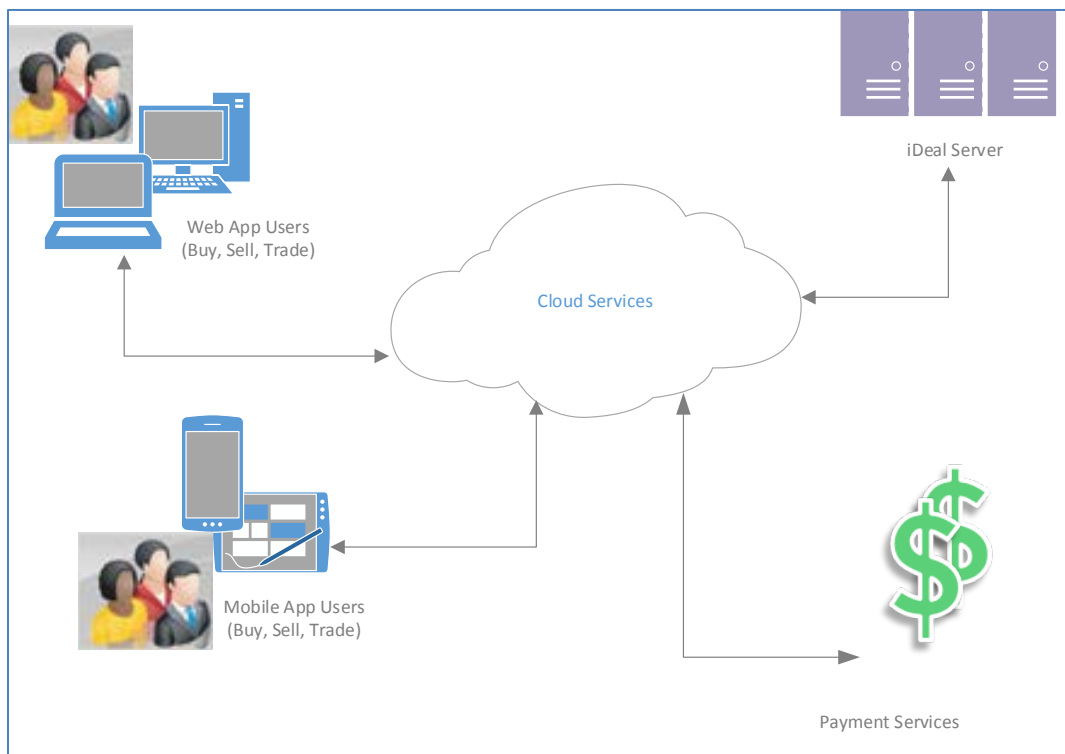 iDeal Server
Web App Users
(Buy, Sell, Trade)
Cloud Services
Mobile App Users
(Buy, Sell, Trade)
Payment Services